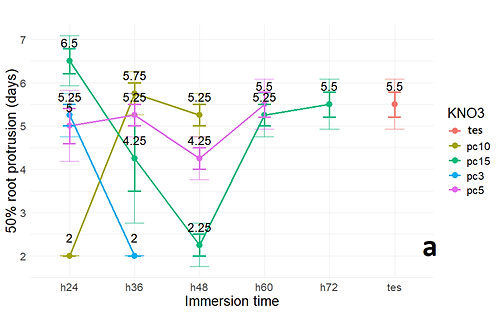 50% root protrusion (days)
7
6
5
4
3
2
6.5
5.25
5
2
5.75
5.25
4.25
2
5.25
4.25
2.25
5.5
5.25
5.5
5.5
h24 h36 h48 h60 h72 tes
Immersion time
KNO3
tes
pc10
pc15
pc3
pc5
a